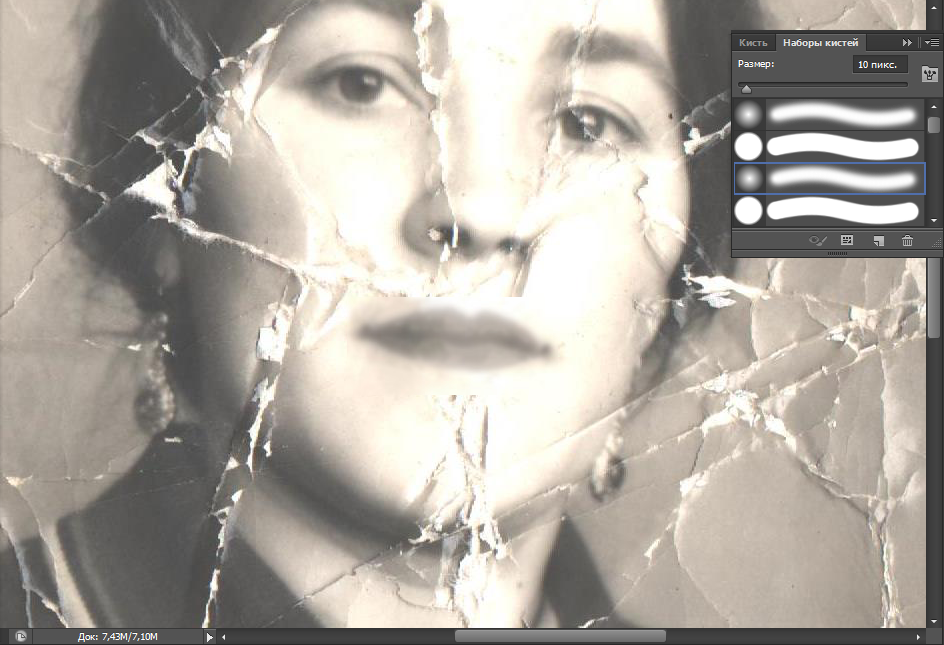 Кисть
Наборы кистей
Размер:
10 пикс.
Док: 7,43M/7,10M